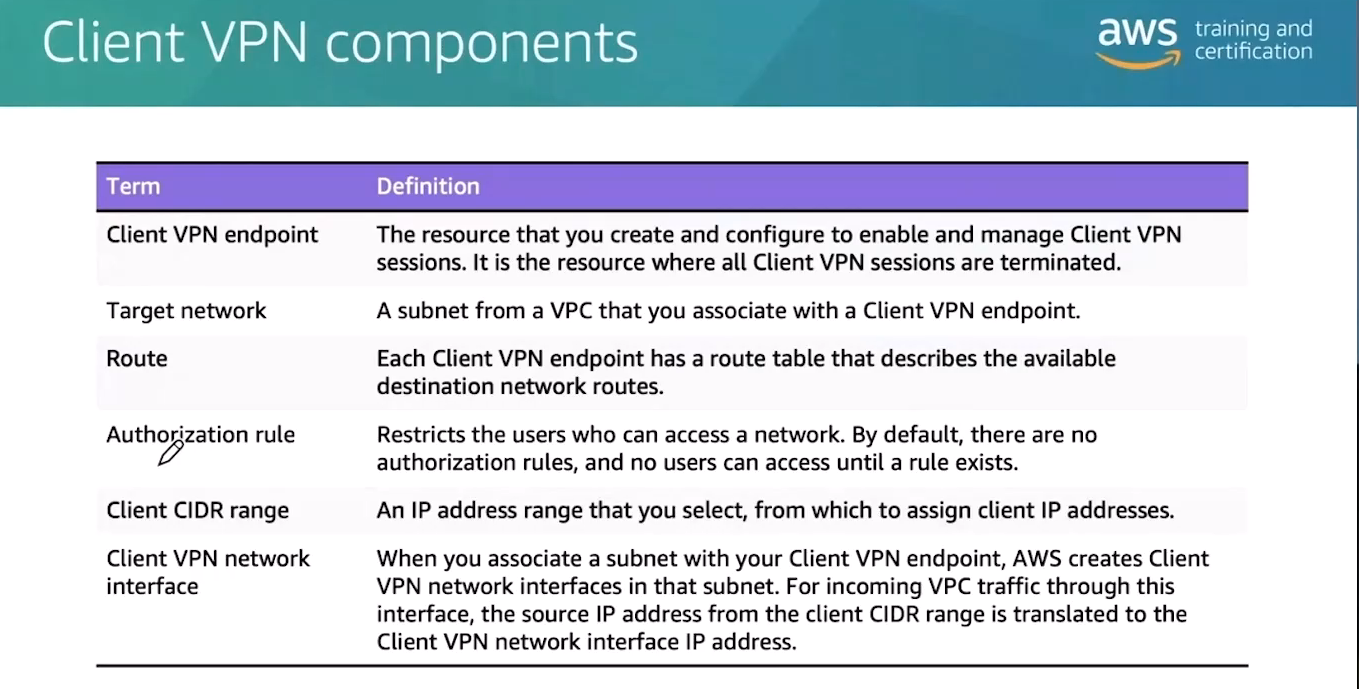 Client VPN components
aws training and
certification
Term Definition
Client VPN endpoint The resource that you create and configure to enable and manage Client VPN
sessions. It is the resource where all Client VPN sessions are terminated.
Target network A subnet from a VPC that you associate with a Client VPN endpoint.
Route Each Client VPN endpoint has a route table that describes the available
destination network routes.
Authorization rule Restricts the users who can access a network. By default, there are no
authorization rules, and no users can access until a rule exists.
Client CIDR range An IP address range that you select, from which to assign client IP addresses.
Client VPN network When you associate a subnet with your Client VPN endpoint, AWS creates Client
interface VPN network interfaces in that subnet. For incoming VPC traffic through this
interface, the source IP address from the client CIDR range is translated to the
Client VPN network interface IP address.